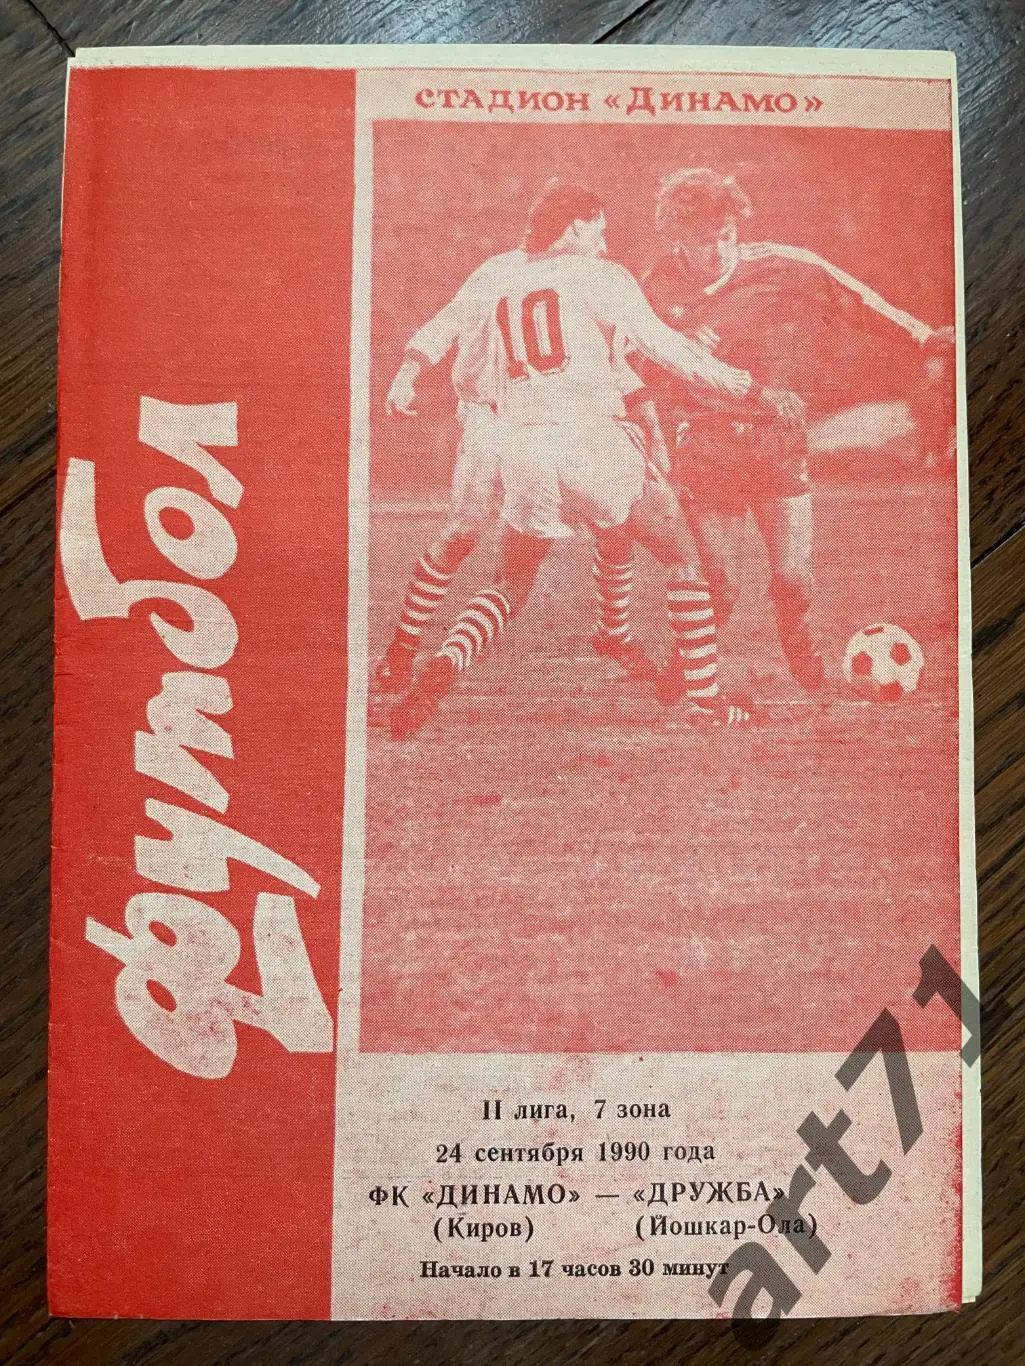 СТАДИОН «ДИНАМО»
футбол
10
II лига, 7 зона
24 сентября 1990 года
ФК «ДИНАМО» — «ДРУЖБА»
(Киров) (Йошкар-Ола)
Начало в 17 часов 30 минут
art71